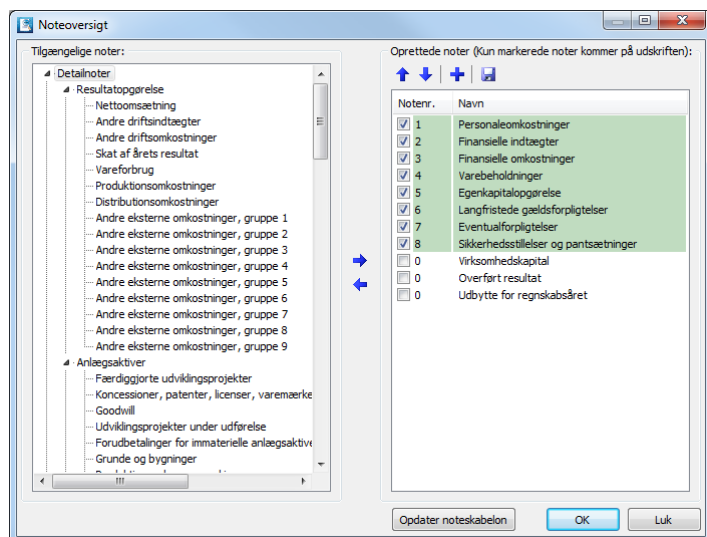 Noteoversigt
Tilgængelige noter:
Detailnoter
Resultatopgørelse
Nettoomsætning
Andre driftsindtægter
Andre driftsomkostninger
Skat af årets resultat
Vareforbrug
Produktionsomkostninger
Distributionsomkostninger
Andre eksterne omkostninger, gruppe 1
Andre eksterne omkostninger, gruppe 2
Andre eksterne omkostninger, gruppe 3
Andre eksterne omkostninger, gruppe 4
Andre eksterne omkostninger, gruppe 5
Andre eksterne omkostninger, gruppe 6
Andre eksterne omkostninger, gruppe 7
Andre eksterne omkostninger, gruppe 8
Andre eksterne omkostninger, gruppe 9
Anlægsaktiver
Færdiggjorte udviklingsprojekter
Koncessioner, patenter, licenser, varemærke
Goodwill
Udviklingsprojekter under udførelse
Forudbetalinger for immaterielle anlægsaktive
Grunde og bygninger
Oprettede noter (Kun markerede noter kommer på udskriften):
Notenr. Navn
1 Personaleomkostninger
2 Finansielle indtægter
3 Finansielle omkostninger
4 Varebeholdninger
5 Egenkapitalopgørelse
6 Langfristede gældsforpligtelser
7 Eventualforpligtelser
8 Sikkerhedsstillelser og pantsætninger
0 Virksomhedskapital
0 Overført resultat
0 Udbytte for regnskabsåret
Opdater noteskabelon OK Luk